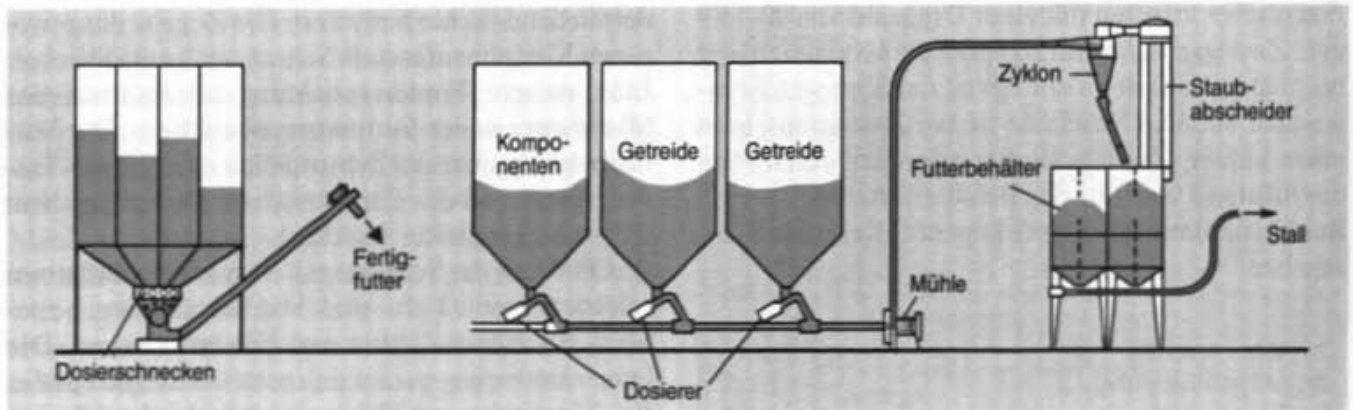 Kompo-
nenten
Getreide
Getreide
Zyklon
Staub-
abscheider
Futterbehälter
Stall
Fertig-
futter
Mühle
Dosierschnecken
Dosierer